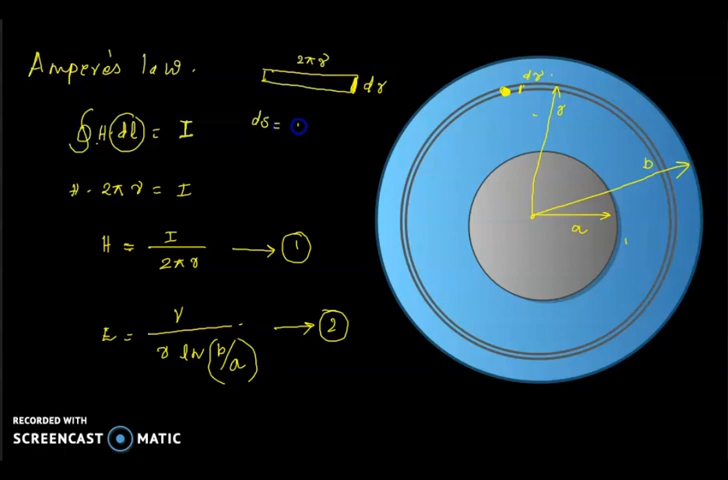 Ampere's law.
2πr
dr
ds =
∮ H dl = I
H · 2πr = I
H = I / 2πr → ①
E = V / r ln(b/a) → ②
dr
r
b
a
RECORDED WITH
SCREENCAST MATIC